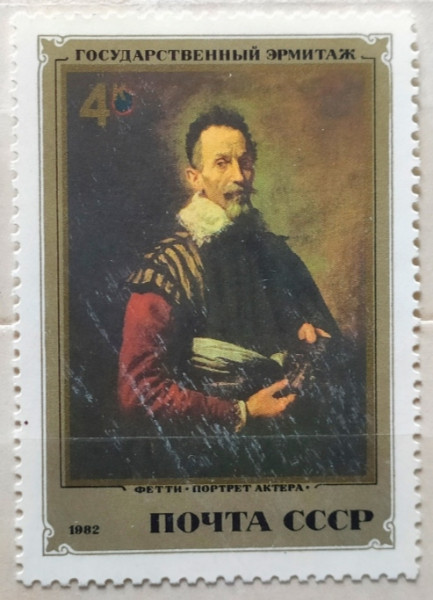 ГОСУДАРСТВЕННЫЙ ЭРМИТАЖ
4К
ФЕТТИ • ПОРТРЕТ АКТЕРА •
1982 ПОЧТА СССР